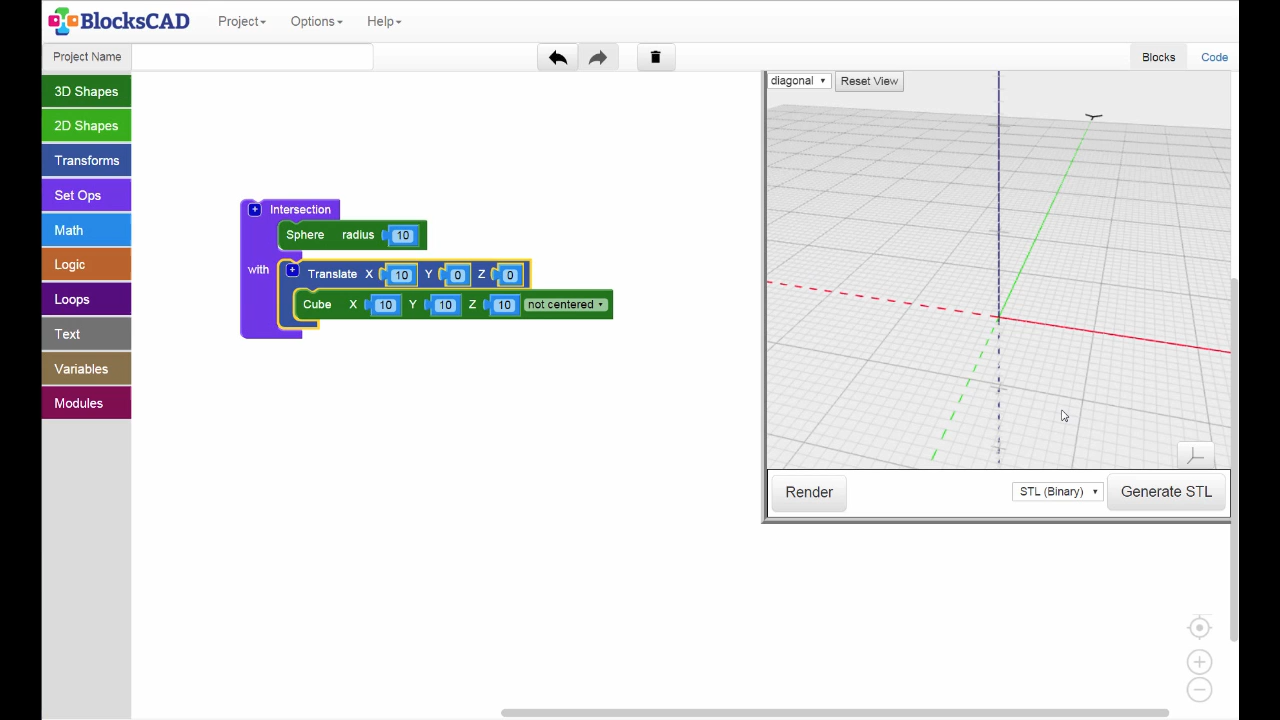 BlocksCAD Project Options Help
Project Name Blocks Code
diagonal Reset View
3D Shapes
2D Shapes
Transforms
Set Ops
Math
Logic
Loops
Text
Variables
Modules
+ Intersection
Sphere radius 10
with + Translate X 10 Y 0 Z 0
Cube X 10 Y 10 Z 10 not centered
Render STL (Binary) Generate STL